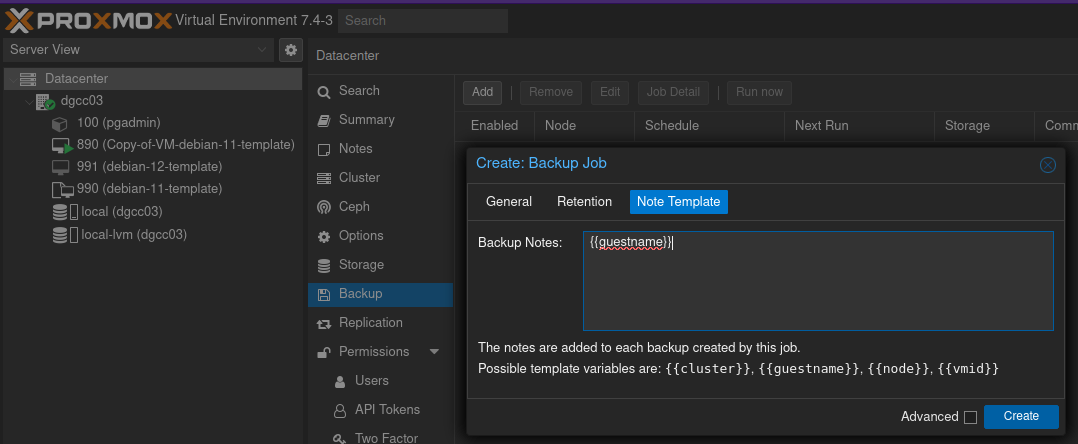 PROXMOX Virtual Environment 7.4-3 Search
Server View
Datacenter
dgcc03
100 (pgadmin)
890 (Copy-of-VM-debian-11-template)
991 (debian-12-template)
990 (debian-11-template)
local (dgcc03)
local-lvm (dgcc03)
Datacenter
Search
Summary
Notes
Cluster
Ceph
Options
Storage
Backup
Replication
Permissions
Users
API Tokens
Two Factor
Add Remove Edit Job Detail Run now
Enabled Node Schedule Next Run Storage Comm
Create: Backup Job
General Retention Note Template
Backup Notes: {{guestname}}
The notes are added to each backup created by this job.
Possible template variables are: {{cluster}}, {{guestname}}, {{node}}, {{vmid}}
Advanced Create